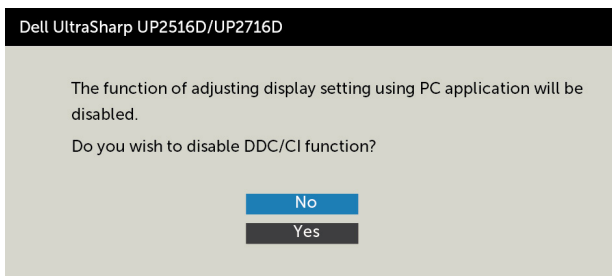 Dell UltraSharp UP2516D/UP2716D
The function of adjusting display setting using PC application will be
disabled.
Do you wish to disable DDC/CI function?
No
Yes